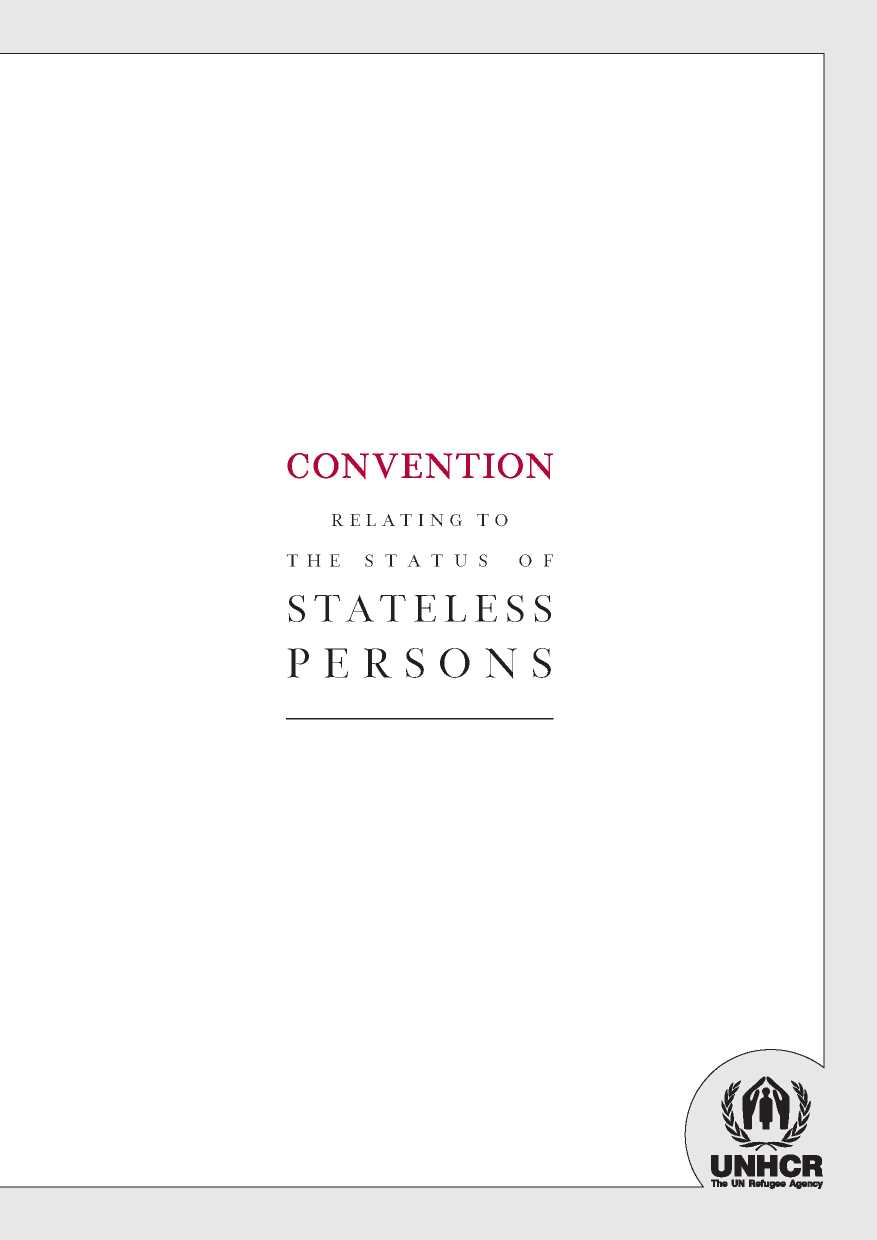 CONVENTION
RELATING TO
THE STATUS OF
STATELESS
PERSONS
UNHCR
The UN Refugee Agency